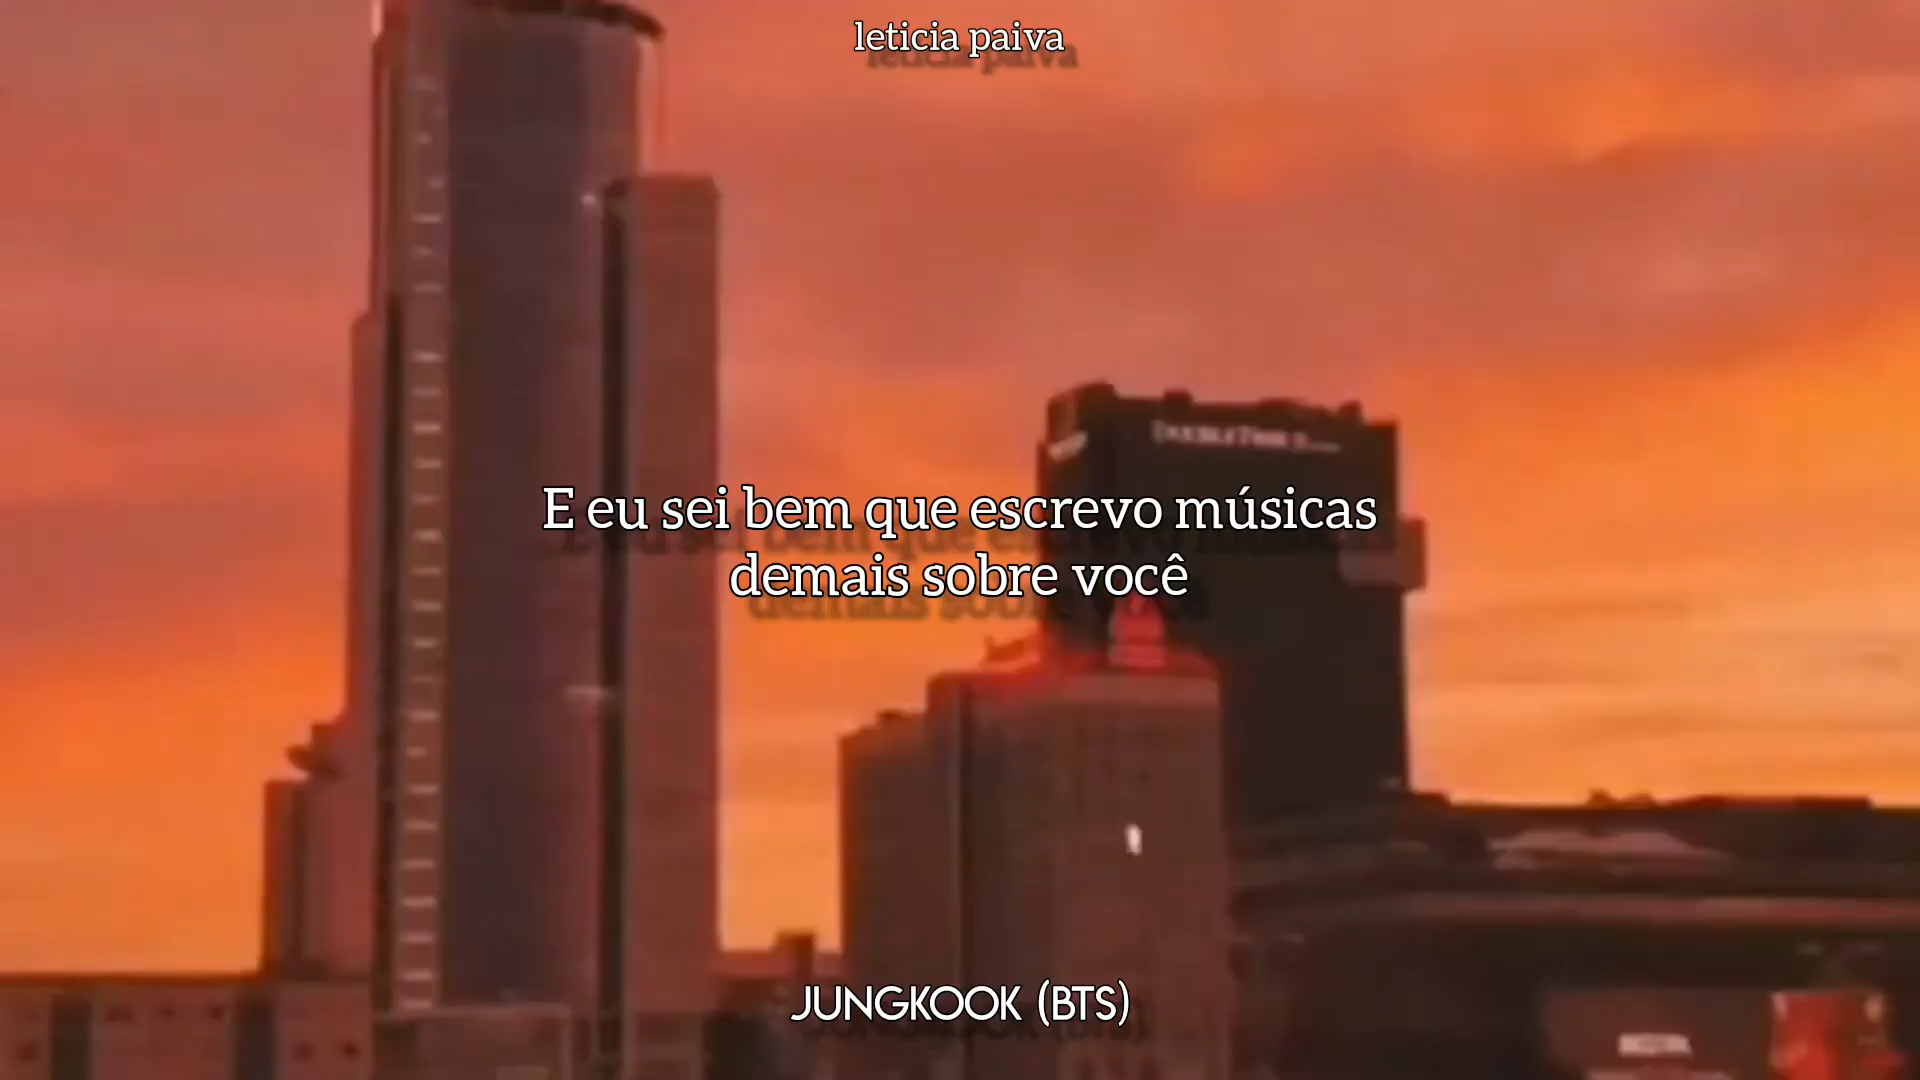 leticia paiva
E eu sei bem que escrevo músicas
demais sobre você
JUNGKOOK (BTS)